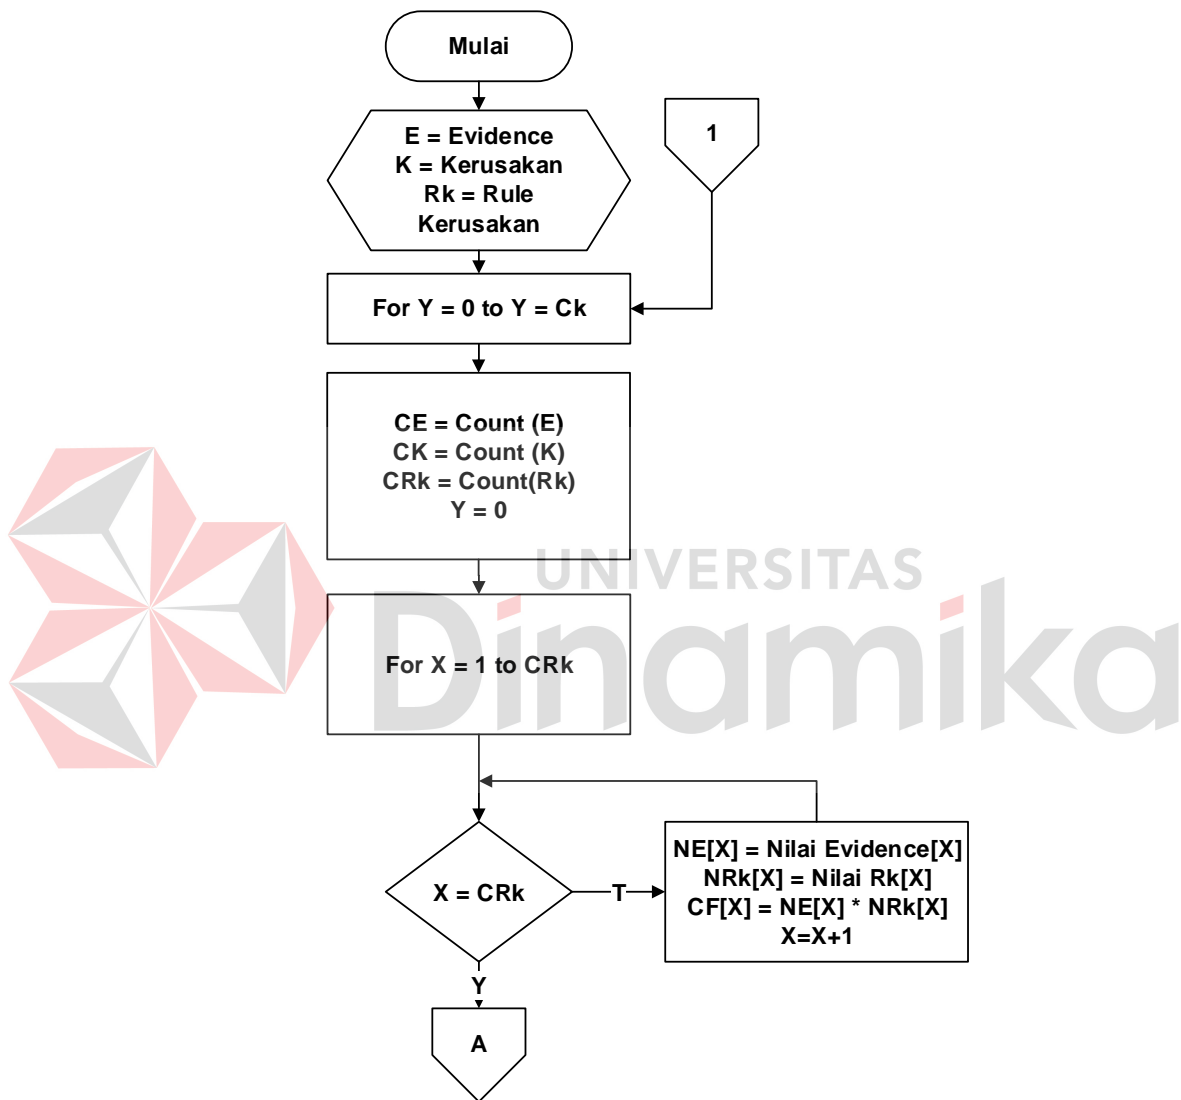 Mulai
E = Evidence
K = Kerusakan
Rk = Rule
Kerusakan
1
For Y = 0 to Y = Ck
CE = Count (E)
CK = Count (K)
CRk = Count(Rk)
Y = 0
UNIVERSITAS
Dinamika
For X = 1 to CRk
X = CRk
T
NE[X] = Nilai Evidence[X]
NRk[X] = Nilai Rk[X]
CF[X] = NE[X] * NRk[X]
X=X+1
Y
A